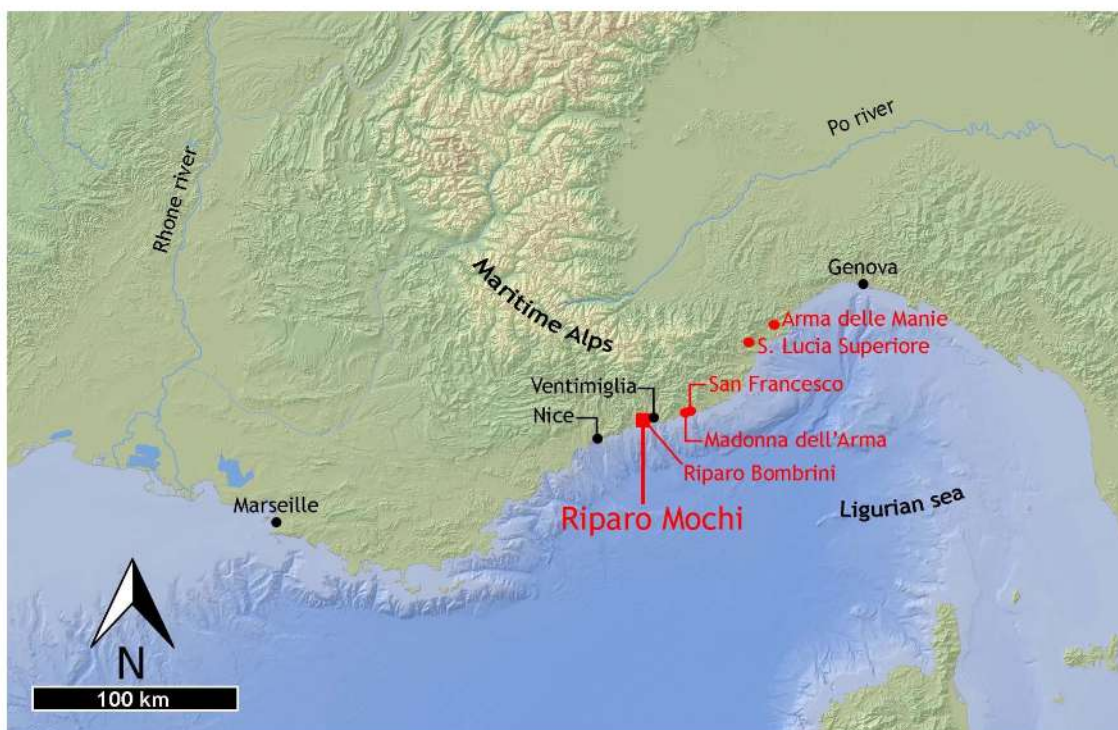 Po river
Rhone river
Genova
Maritime Alps
Arma delle Manie
S. Lucia Superiore
Ventimiglia
San Francesco
Nice
Madonna dell'Arma
Riparo Bombrini
Marseille
Riparo Mochi
Ligurian sea
N
100 km